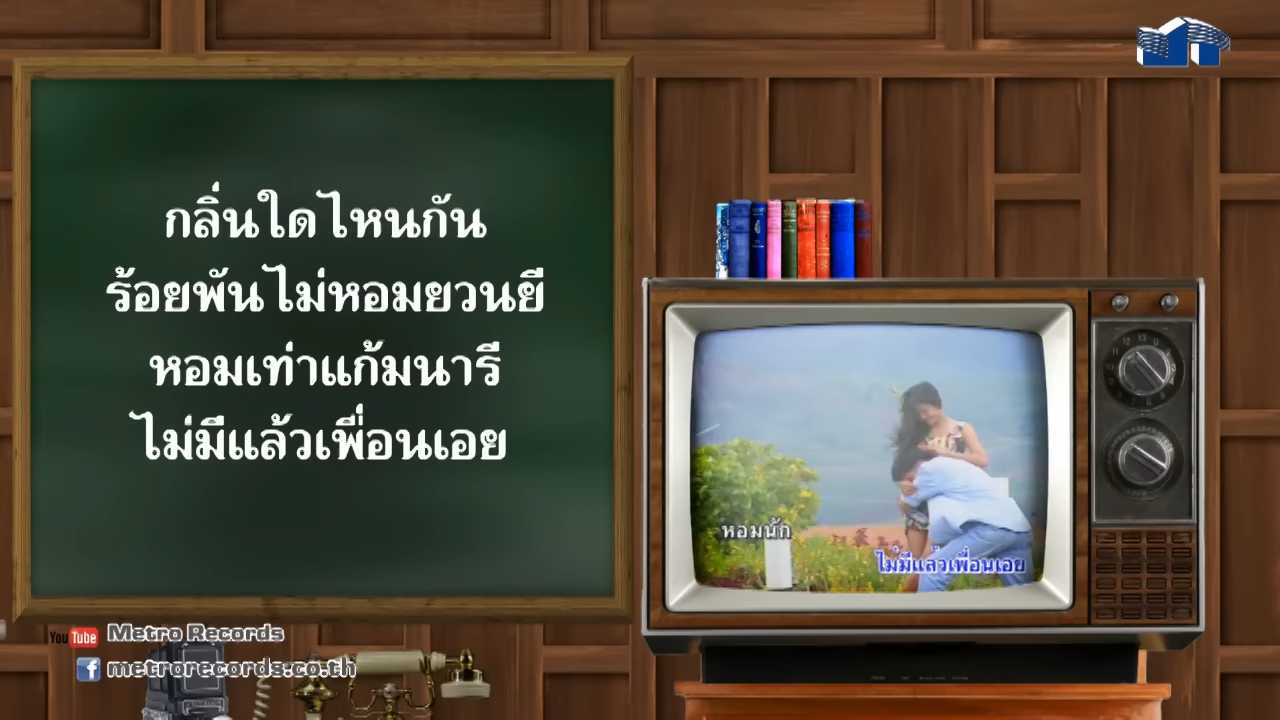 กลิ่นใดไหนกัน
ร้อยพันไม่หอมยวนยี
หอมเท่าแก้มนารี
ไม่มีแล้วเพื่อนเอย
หอมนัก
ไม่มีแล้วเพื่อนเอย
YouTube Metro Records
f metrorecords.co.th